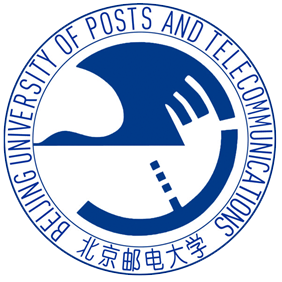 BEIJING UNIVERSITY OF POSTS AND TELECOMMUNICATIONS
北京邮电大学